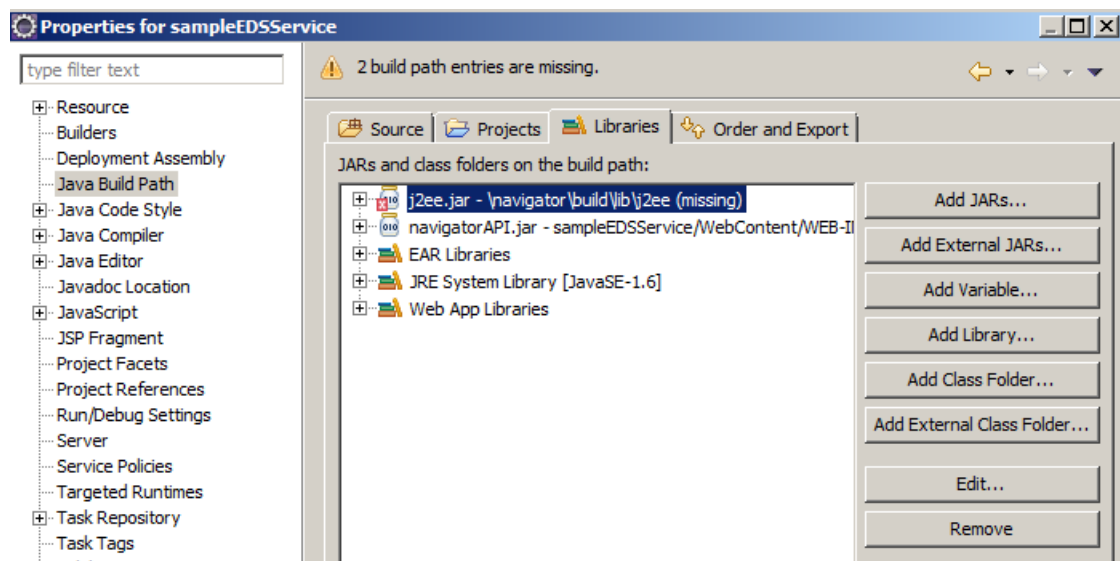 Properties for sampleEDSService
type filter text
2 build path entries are missing.
Resource
Builders
Deployment Assembly
Java Build Path
Java Code Style
Java Compiler
Java Editor
Javadoc Location
JavaScript
JSP Fragment
Project Facets
Project References
Run/Debug Settings
Server
Service Policies
Targeted Runtimes
Task Repository
Task Tags
Source
Projects
Libraries
Order and Export
JARs and class folders on the build path:
j2ee.jar - \navigator\build\lib\j2ee (missing)
navigatorAPI.jar - sampleEDSService/WebContent/WEB-I
EAR Libraries
JRE System Library [JavaSE-1.6]
Web App Libraries
Add JARs...
Add External JARs...
Add Variable...
Add Library...
Add Class Folder...
Add External Class Folder...
Edit...
Remove